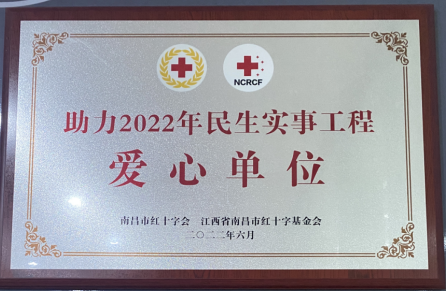 NCRCF
助力2022年民生实事工程
爱心单位
南昌市红十字会 江西省南昌市红十字基金会
二〇二二年六月